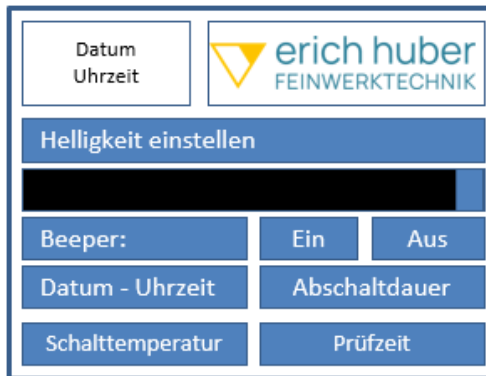 Datum
Uhrzeit
erich huber
FEINWERKTECHNIK
Helligkeit einstellen
Beeper: Ein Aus
Datum - Uhrzeit Abschaltdauer
Schalttemperatur Prüfzeit